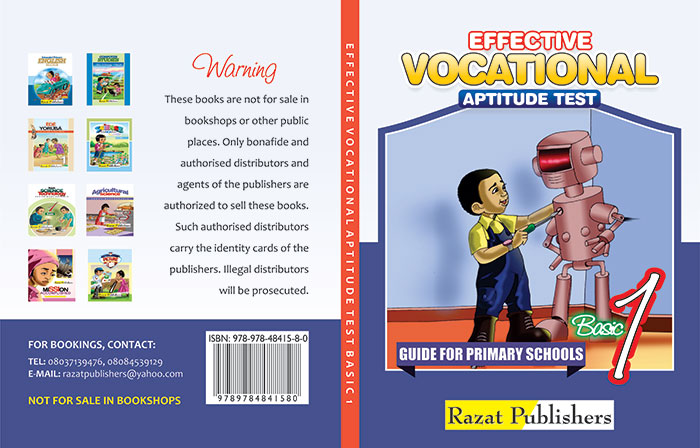 Warning
These books are not for sale in
bookshops or other public
places. Only bonafide and
authorised distributors and
agents of the publishers are
authorized to sell these books.
Such authorised distributors
carry the identity cards of the
publishers. Illegal distributors
will be prosecuted.
FOR BOOKINGS, CONTACT:
TEL: 08037139476, 08084539129
E-MAIL: razatpublishers@yahoo.com
NOT FOR SALE IN BOOKSHOPS
ISBN: 978-978-48415-8-0
9789784841580
EFFECTIVE VOCATIONAL APTITUDE TEST BASIC 1
EFFECTIVE
VOCATIONAL
APTITUDE TEST
Basic 1
GUIDE FOR PRIMARY SCHOOLS
Razat Publishers